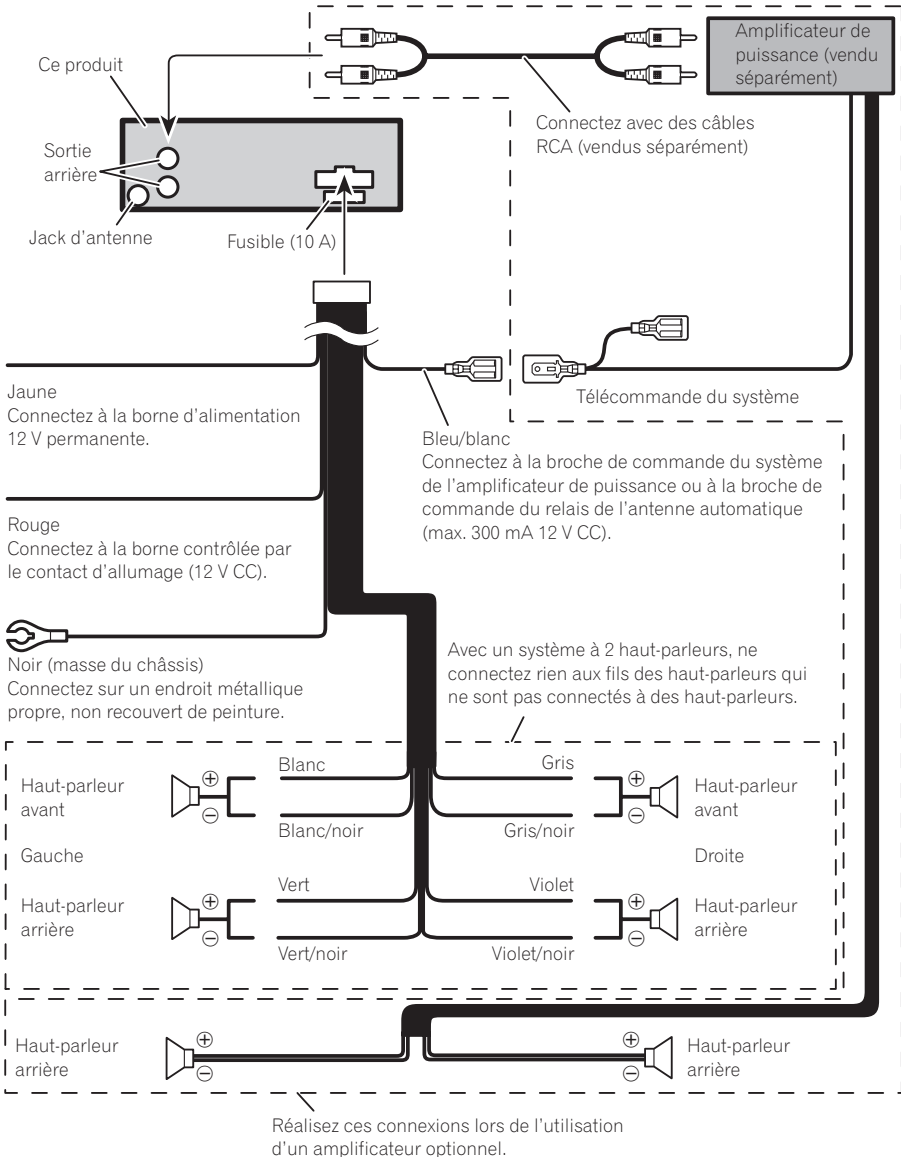 Amplificateur de
puissance (vendu
séparément)
Ce produit
Connectez avec des câbles
RCA (vendus séparément)
Sortie
arrière
Jack d'antenne
Fusible (10 A)
Jaune
Connectez à la borne d'alimentation
12 V permanente.
Télécommande du système
Bleu/blanc
Connectez à la broche de commande du système
de l'amplificateur de puissance ou à la broche de
commande du relais de l'antenne automatique
(max. 300 mA 12 V CC).
Rouge
Connectez à la borne contrôlée par
le contact d'allumage (12 V CC).
Noir (masse du châssis)
Connectez sur un endroit métallique
propre, non recouvert de peinture.
Avec un système à 2 haut-parleurs, ne
connectez rien aux fils des haut-parleurs qui
ne sont pas connectés à des haut-parleurs.
Haut-parleur
avant
⊕
⊖
Blanc
Blanc/noir
Gris
Gris/noir
⊕
⊖
Haut-parleur
avant
Gauche
Droite
Haut-parleur
arrière
⊕
⊖
Vert
Vert/noir
Violet
Violet/noir
⊕
⊖
Haut-parleur
arrière
Haut-parleur
arrière
⊕
⊖
⊕
⊖
Haut-parleur
arrière
Réalisez ces connexions lors de l'utilisation
d'un amplificateur optionnel.